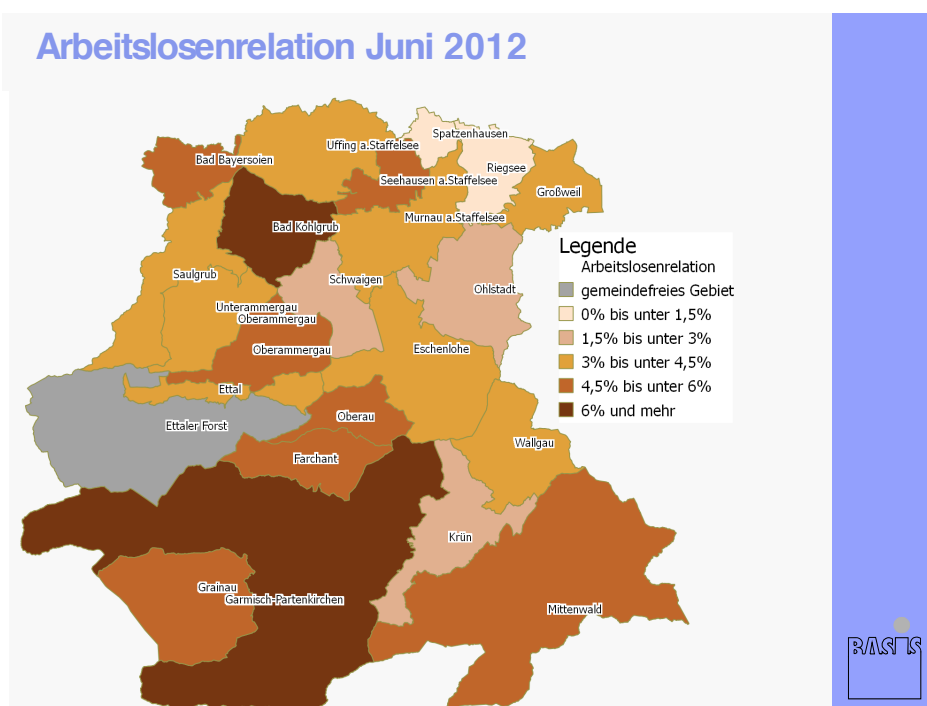 Arbeitslosenrelation Juni 2012
Spatzenhausen
Uffing a.Staffelsee
Bad Bayersoien
Riegsee
Seehausen a.Staffelsee
Großweil
Murnau a.Staffelsee
Bad Kohlgrub
Saulgrub
Schwaigen
Ohlstadt
Unterammergau
Oberammergau
Oberammergau
Eschenlohe
Ettal
Oberau
Ettaler Forst
Wallgau
Farchant
Krün
Grainau
Garmisch-Partenkirchen
Mittenwald
Legende
Arbeitslosenrelation
gemeindefreies Gebiet
0% bis unter 1,5%
1,5% bis unter 3%
3% bis unter 4,5%
4,5% bis unter 6%
6% und mehr
BASIS